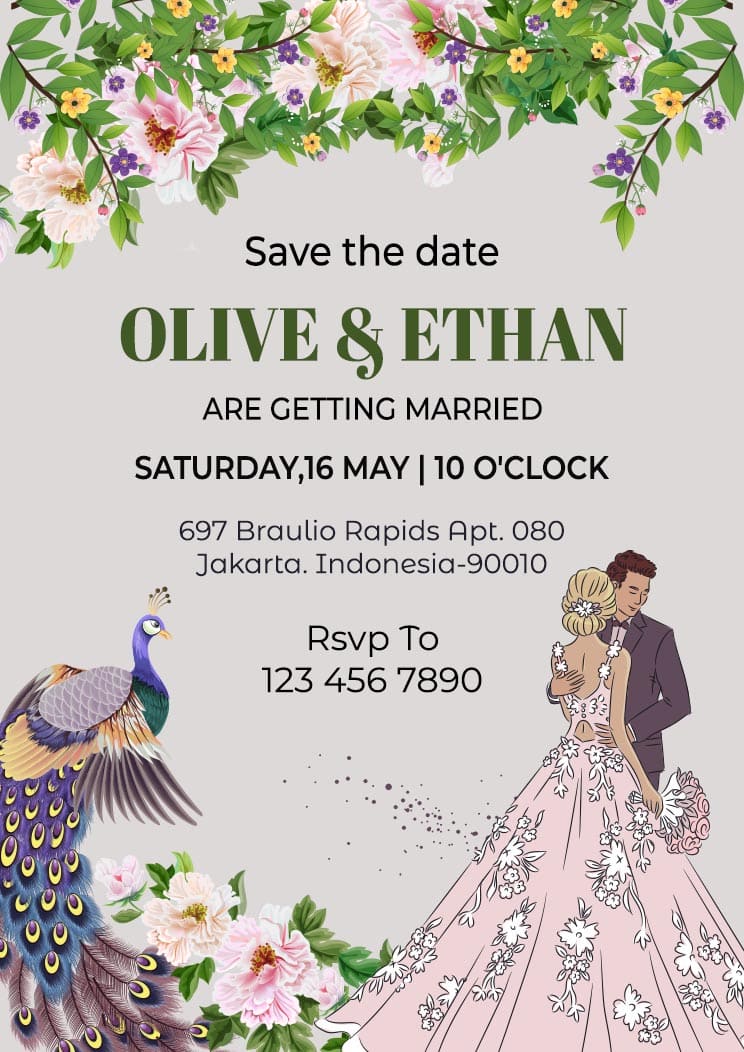 Save the date
OLIVE & ETHAN
ARE GETTING MARRIED
SATURDAY,16 MAY | 10 O'CLOCK
697 Braulio Rapids Apt. 080
Jakarta. Indonesia-90010
Rsvp To
123 456 7890